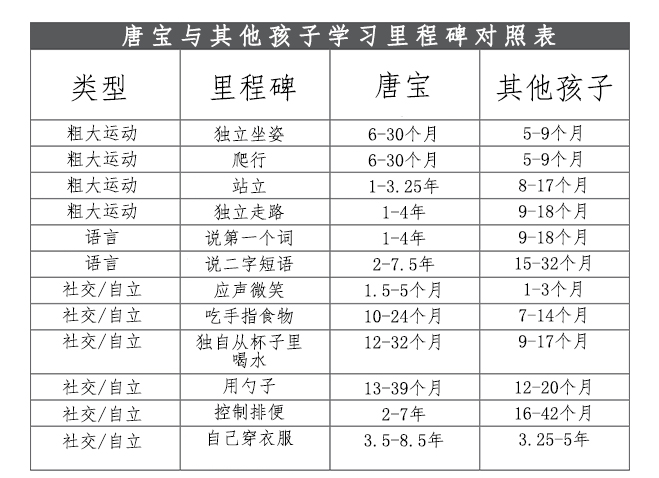 唐宝与其他孩子学习里程碑对照表
类型 里程碑 唐宝 其他孩子
粗大运动 独立坐姿 6-30个月 5-9个月
粗大运动 爬行 6-30个月 5-9个月
粗大运动 站立 1-3.25年 8-17个月
粗大运动 独立走路 1-4年 9-18个月
语言 说第一个词 1-4年 9-18个月
语言 说二字短语 2-7.5年 15-32个月
社交/自立 应声微笑 1.5-5个月 1-3个月
社交/自立 吃手指食物 10-24个月 7-14个月
社交/自立 独自从杯子里 12-32个月 9-17个月
喝水
社交/自立 用勺子 13-39个月 12-20个月
社交/自立 控制排便 2-7年 16-42个月
社交/自立 自己穿衣服 3.5-8.5年 3.25-5年